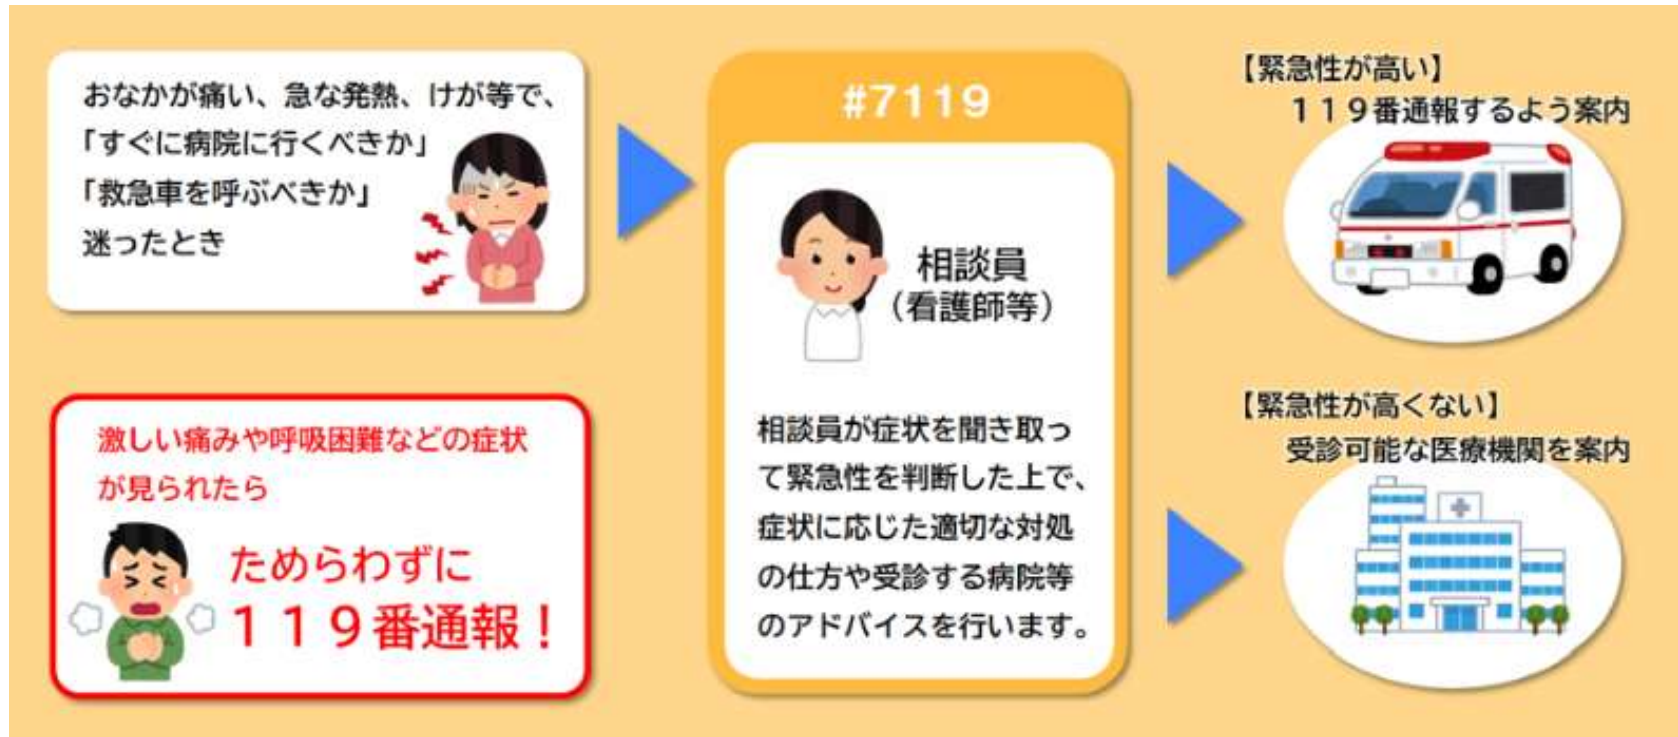 おなかが痛い、急な発熱、けが等で、
「すぐに病院に行くべきか」
「救急車を呼ぶべきか」
迷ったとき
激しい痛みや呼吸困難などの症状
が見られたら
ためらわずに
１１９番通報！
#7119
相談員
（看護師等）
相談員が症状を聞き取っ
て緊急性を判断した上で、
症状に応じた適切な対処
の仕方や受診する病院等
のアドバイスを行います。
【緊急性が高い】
１１９番通報するよう案内
【緊急性が高くない】
受診可能な医療機関を案内